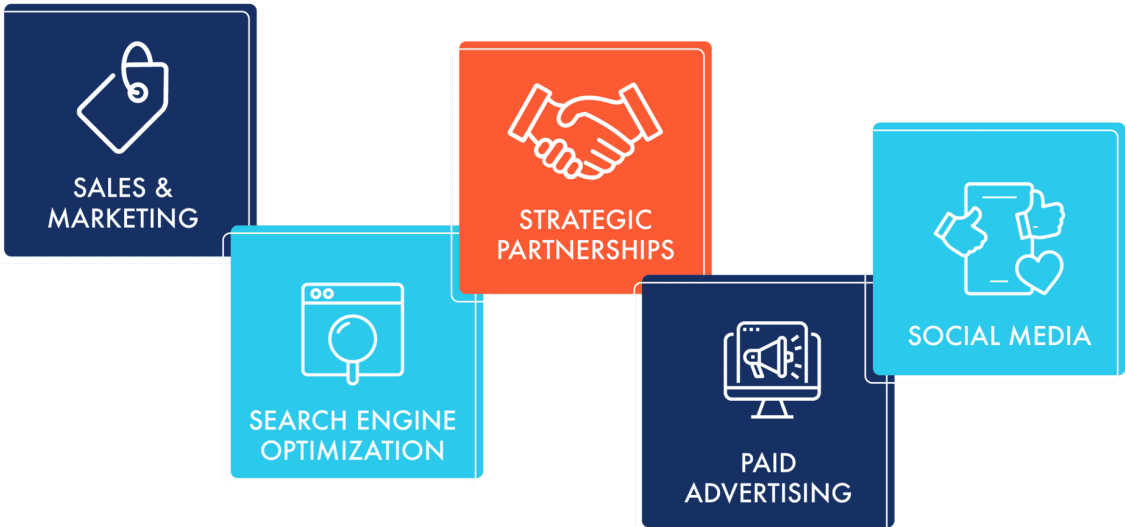 SALES &
MARKETING
SEARCH ENGINE
OPTIMIZATION
STRATEGIC
PARTNERSHIPS
PAID
ADVERTISING
SOCIAL MEDIA